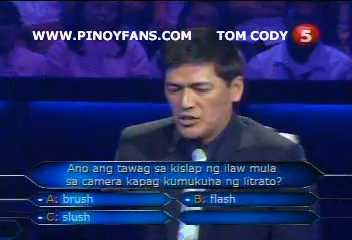 WWW.PINOYFANS.COM TOM CODY 5
Ano ang tawag sa kislap ng ilaw mula
sa camera kapag kumukuha ng litrato?
A: brush
B: flash
C: slush